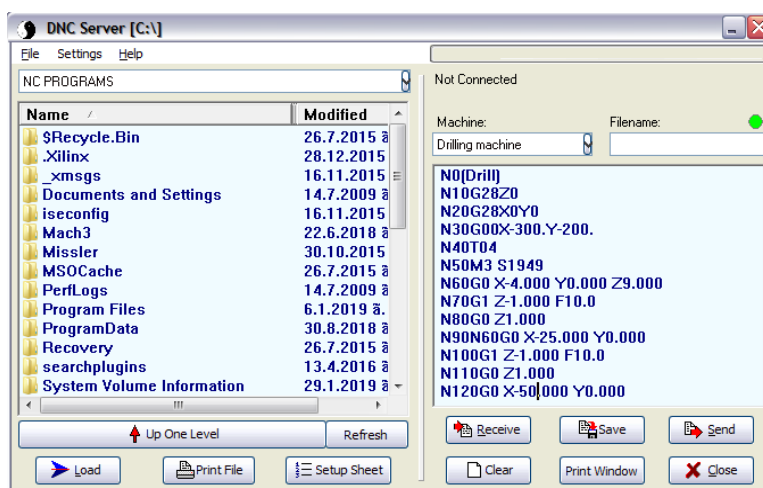 DNC Server [C:\]
File Settings Help
NC PROGRAMS
Name Modified
$Recycle.Bin 26.7.2015 ã
.Xilinx 28.12.2015
_xmsgs 16.11.2015
Documents and Settings 14.7.2009 ã
iseconfig 16.11.2015
Mach3 22.6.2018 ã
Missler 30.10.2015
MSOCache 26.7.2015 ã
PerfLogs 14.7.2009 ã
Program Files 6.1.2019 ã.
ProgramData 30.8.2018 ã
Recovery 26.7.2015 ã
searchplugins 13.4.2016 ã
System Volume Information 29.1.2019 ã
Up One Level Refresh
Load Print File Setup Sheet
Not Connected
Machine: Filename:
Drilling machine
N0(Drill)
N10G28Z0
N20G28X0Y0
N30G00X-300.Y-200.
N40T04
N50M3 S1949
N60G0 X-4.000 Y0.000 Z9.000
N70G1 Z-1.000 F10.0
N80G0 Z1.000
N90N60G0 X-25.000 Y0.000
N100G1 Z-1.000 F10.0
N110G0 Z1.000
N120G0 X-50.000 Y0.000
Receive Save Send
Clear Print Window Close